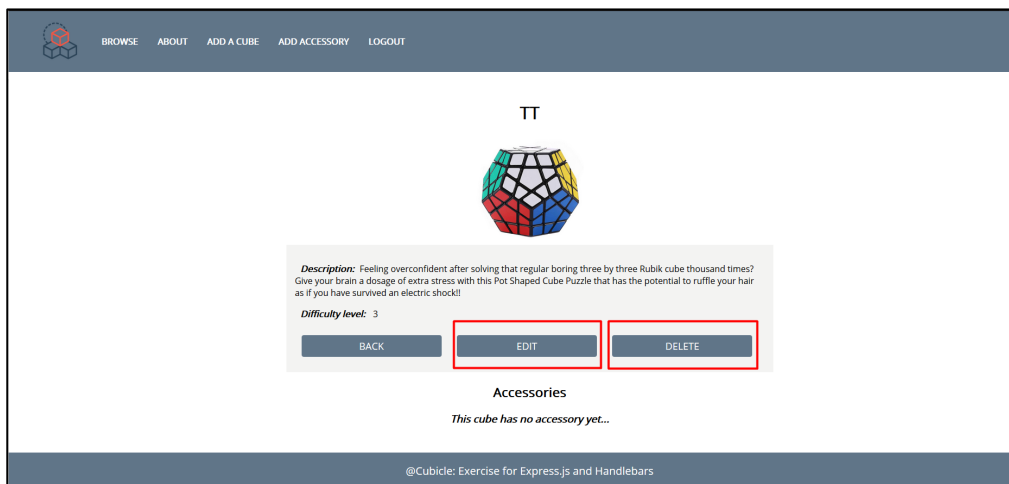 BROWSE ABOUT ADD A CUBE ADD ACCESSORY LOGOUT
TT
Description: Feeling overconfident after solving that regular boring three by three Rubik cube thousand times?
Give your brain a dosage of extra stress with this Pot Shaped Cube Puzzle that has the potential to ruffle your hair
as if you have survived an electric shock!!
Difficulty level: 3
BACK EDIT DELETE
Accessories
This cube has no accessory yet...
@Cubicle: Exercise for Express.js and Handlebars